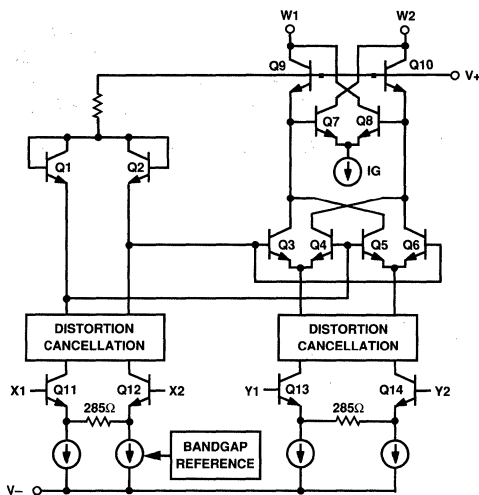 W1
W2
Q9
Q10
V+
Q7
Q8
IG
Q1
Q2
Q3
Q4
Q5
Q6
DISTORTION
CANCELLATION
DISTORTION
CANCELLATION
X1
Q11
Q12
X2
Y1
Q13
Q14
Y2
285Ω
285Ω
BANDGAP
REFERENCE
V–